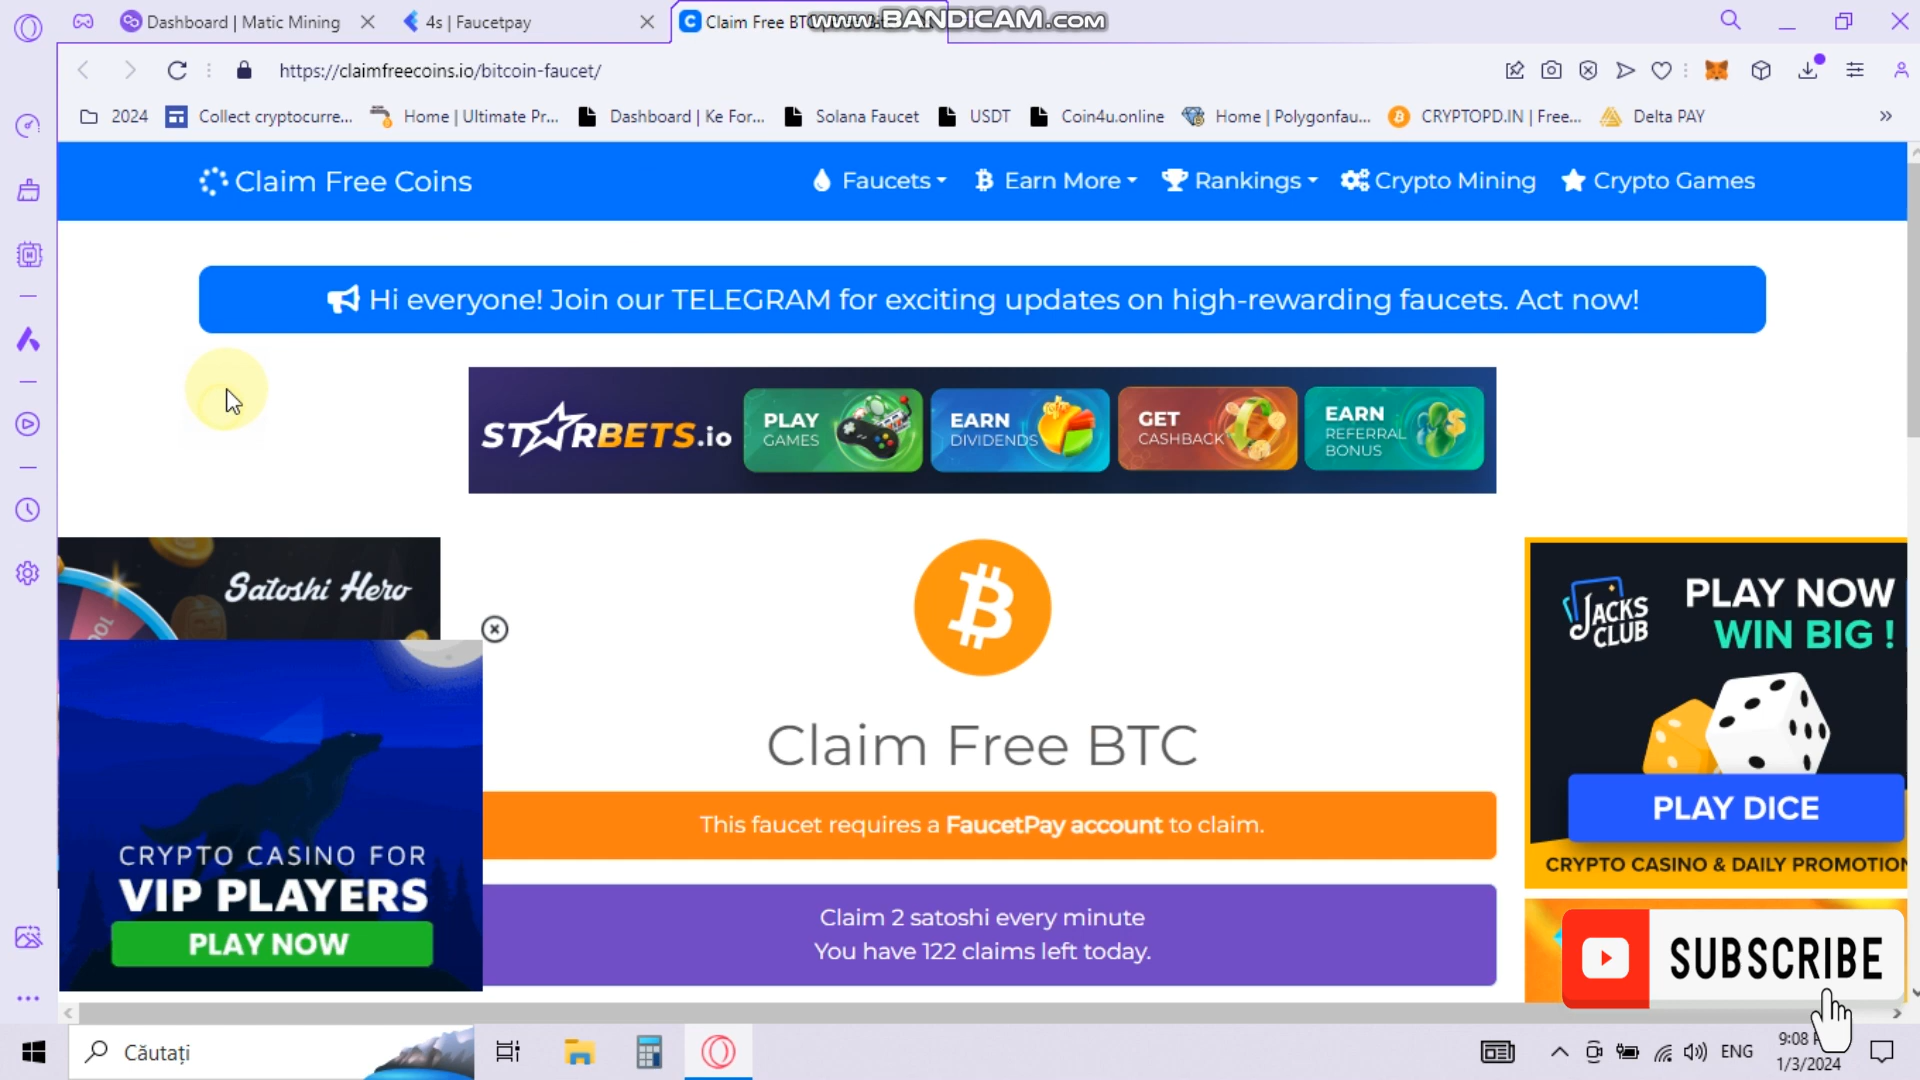 Dashboard | Matic Mining
4s | Faucetpay
Claim Free BT
www.BANDICAM.com
https://claimfreecoins.io/bitcoin-faucet/
2024
Collect cryptocurre...
Home | Ultimate Pr...
Dashboard | Ke For...
Solana Faucet
USDT
Coin4u.online
Home | Polygonfau...
CRYPTOPD.IN | Free...
Delta PAY
Claim Free Coins
Faucets
Earn More
Rankings
Crypto Mining
Crypto Games
Hi everyone! Join our TELEGRAM for exciting updates on high-rewarding faucets. Act now!
STARBETS.io
PLAY
GAMES
EARN
DIVIDENDS
GET
CASHBACK
EARN
REFERRAL
BONUS
Satoshi Hero
JACKS
CLUB
PLAY NOW
WIN BIG !
PLAY DICE
CRYPTO CASINO & DAILY PROMOTION
Claim Free BTC
This faucet requires a FaucetPay account to claim.
Claim 2 satoshi every minute
You have 122 claims left today.
CRYPTO CASINO FOR
VIP PLAYERS
PLAY NOW
SUBSCRIBE
Căutați
ENG
9:08
1/3/2024